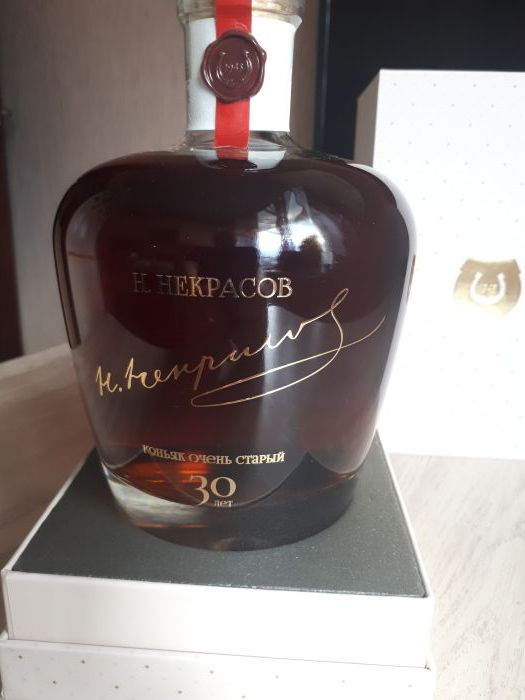 Н. НЕКРАСОВ
Н. Некрасов
КОНЬЯК ОЧЕНЬ СТАРЫЙ
30
лет